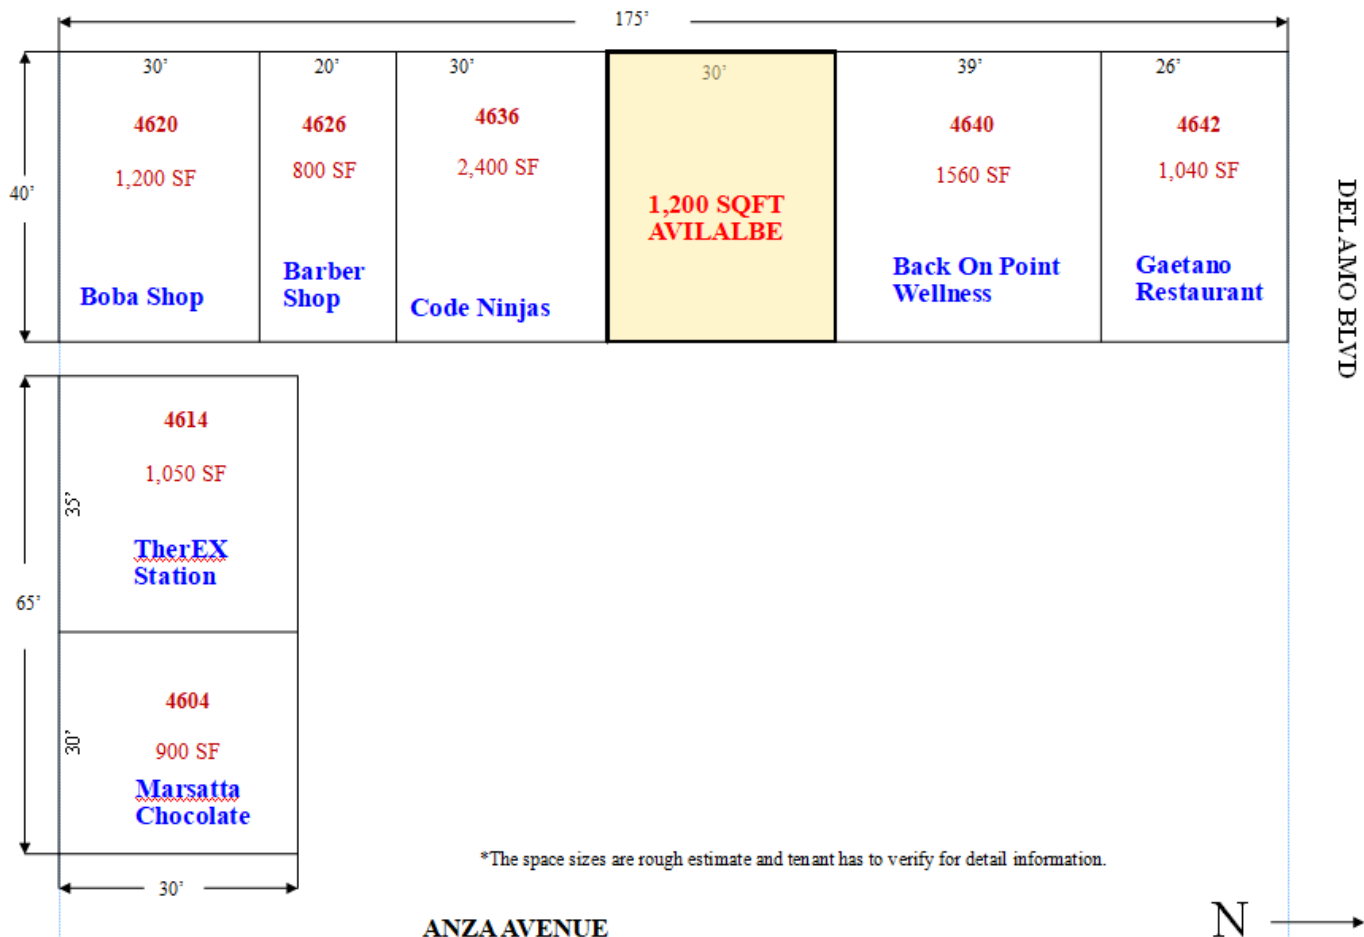 175’
30’
20’
30’
30’
39’
26’
40’
4620
1,200 SF
Boba Shop
4626
800 SF
Barber
Shop
4636
2,400 SF
Code Ninjas
1,200 SQFT
AVILALBE
4640
1560 SF
Back On Point
Wellness
4642
1,040 SF
Gaetano
Restaurant
DEL AMO BLVD
65’
35’
4614
1,050 SF
TherEX
Station
30’
4604
900 SF
Marsatta
Chocolate
30’
*The space sizes are rough estimate and tenant has to verify for detail information.
ANZA AVENUE
N